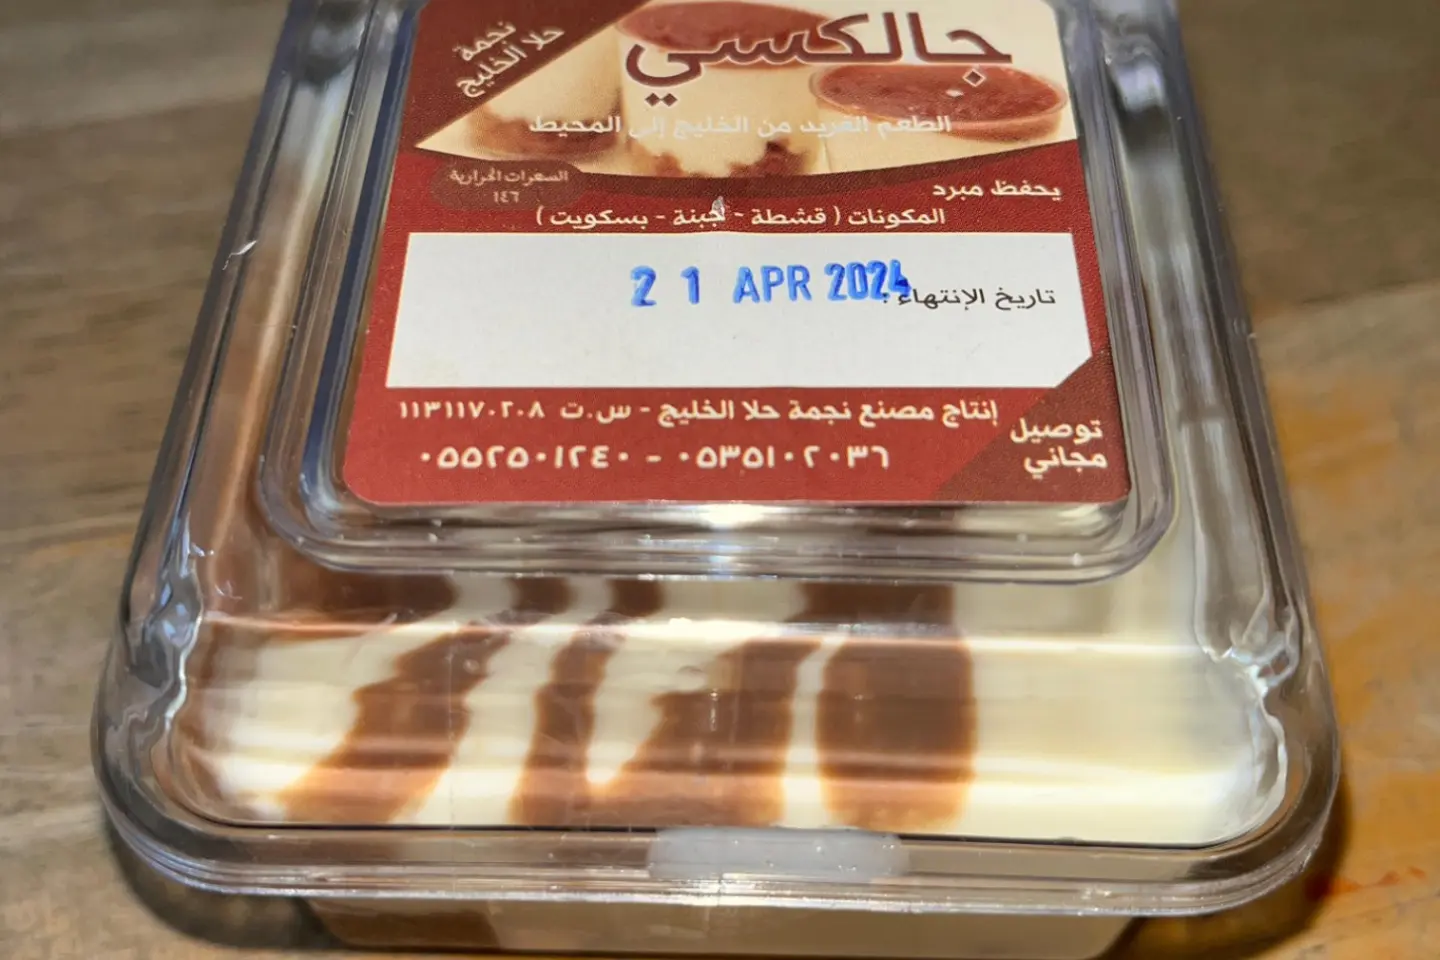 نجمة
حلا الخليج
جالكسي
الطعم الفريد من الخليج إلى المحيط
السعرات الحرارية
١٤٦
يحفظ مبرد
المكونات ( قشطة - جبنة - بسكويت )
تاريخ الإنتهاء : 21 APR 2024
إنتاج مصنع نجمة حلا الخليج - س.ت ١١٣١١٧٠٢٠٨
توصيل
مجاني
٠٥٣٥١٠٢٠٣٦ - ٠٥٥٢٥٠١٢٤٠